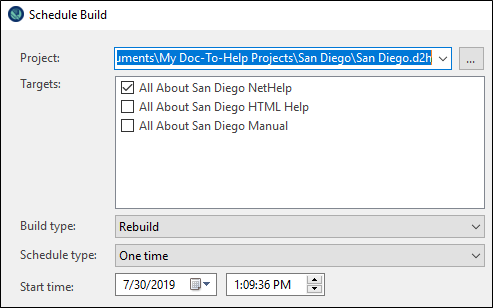 Schedule Build
Project: uments\My Doc-To-Help Projects\San Diego\San Diego.d2h ...
Targets: All About San Diego NetHelp
All About San Diego HTML Help
All About San Diego Manual
Build type: Rebuild
Schedule type: One time
Start time: 7/30/2019 1:09:36 PM